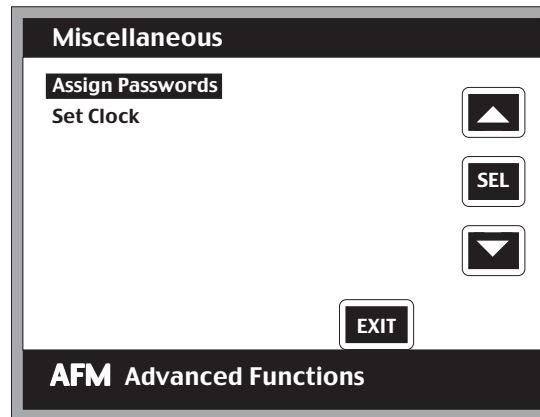 Miscellaneous
Assign Passwords
Set Clock
SEL
EXIT
AFM Advanced Functions